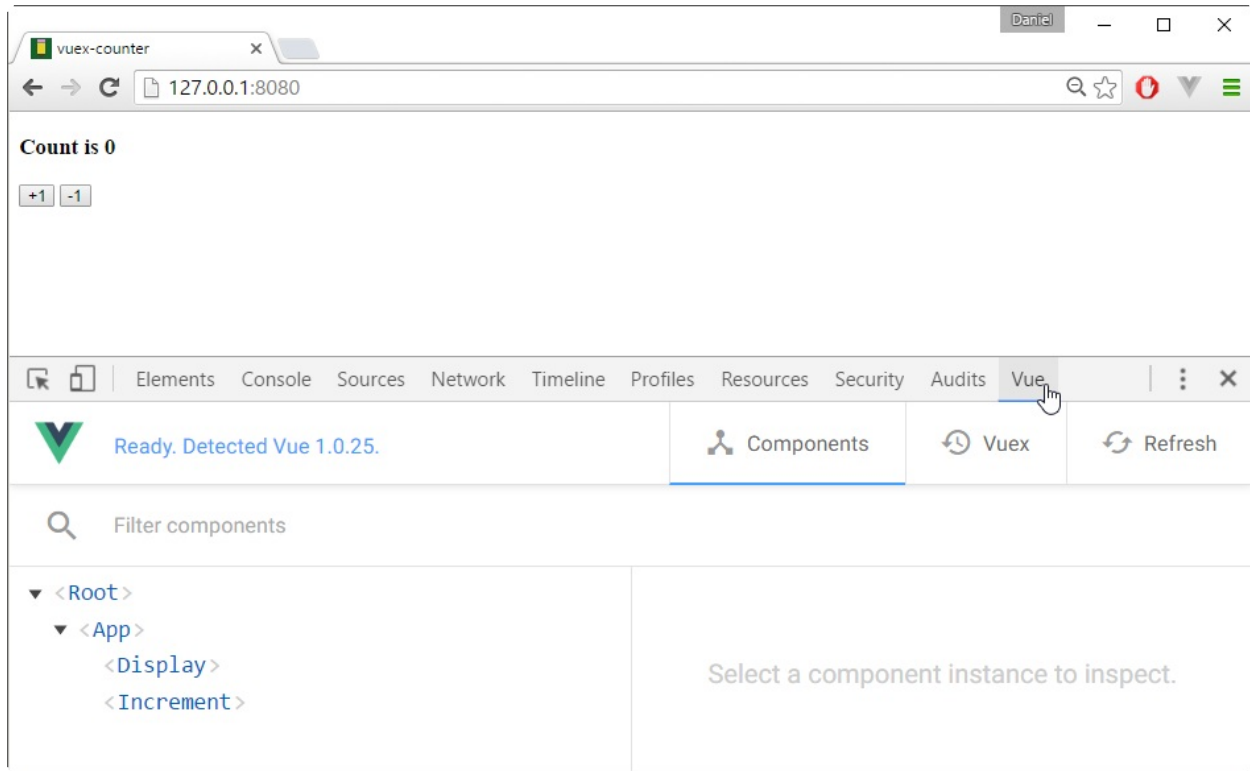 Daniel
vuex-counter
127.0.0.1:8080
Count is 0
+1 -1
Elements Console Sources Network Timeline Profiles Resources Security Audits Vue
Ready. Detected Vue 1.0.25. Components Vuex Refresh
Filter components
<Root>
<App>
<Display>
<Increment>
Select a component instance to inspect.